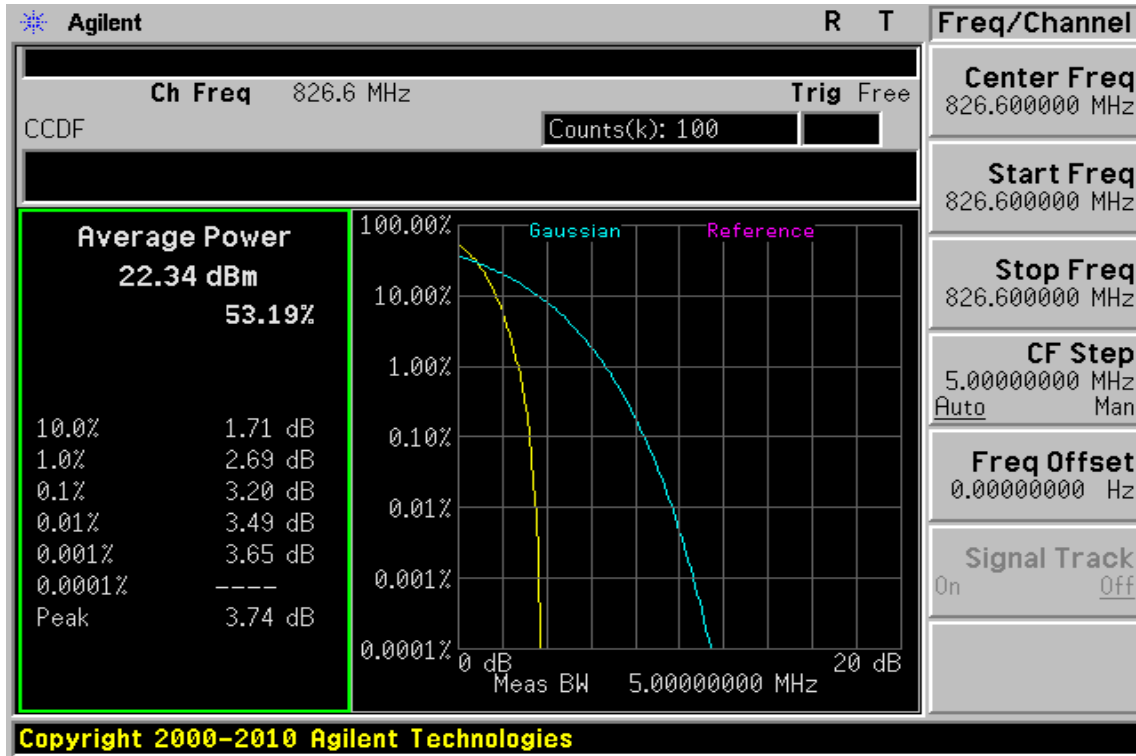 Agilent R T Freq/Channel
Ch Freq 826.6 MHz Trig Free
CCDF Counts(k): 100
Center Freq
826.600000 MHz
Start Freq
826.600000 MHz
Stop Freq
826.600000 MHz
CF Step
5.00000000 MHz
Auto Man
Freq Offset
0.00000000 Hz
Signal Track
On Off
Average Power
22.34 dBm
53.19%
10.0% 1.71 dB
1.0% 2.69 dB
0.1% 3.20 dB
0.01% 3.49 dB
0.001% 3.65 dB
0.0001% ----
Peak 3.74 dB
Gaussian Reference
100.00%
10.00%
1.00%
0.10%
0.01%
0.001%
0.0001%
0 dB 20 dB
Meas BW 5.00000000 MHz
Copyright 2000-2010 Agilent Technologies